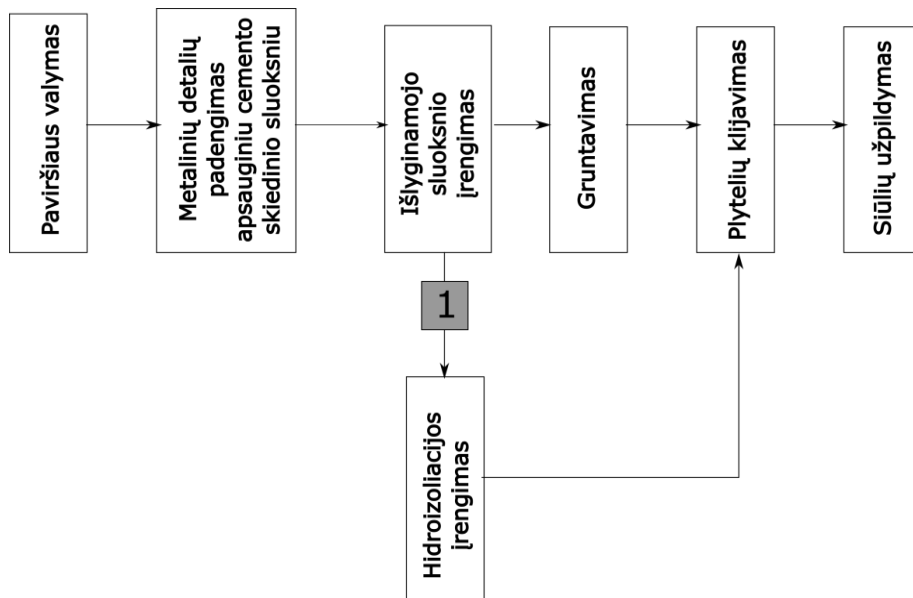 Paviršiaus valymas
Metalinių detalių
padengimas
apsauginiu cemento
skiedinio sluoksniu
Išlyginamojo
sluoksnio
įrengimas
Gruntavimas
Plytelių klijavimas
Siūlių užpildymas
1
Hidroizoliacijos
įrengimas